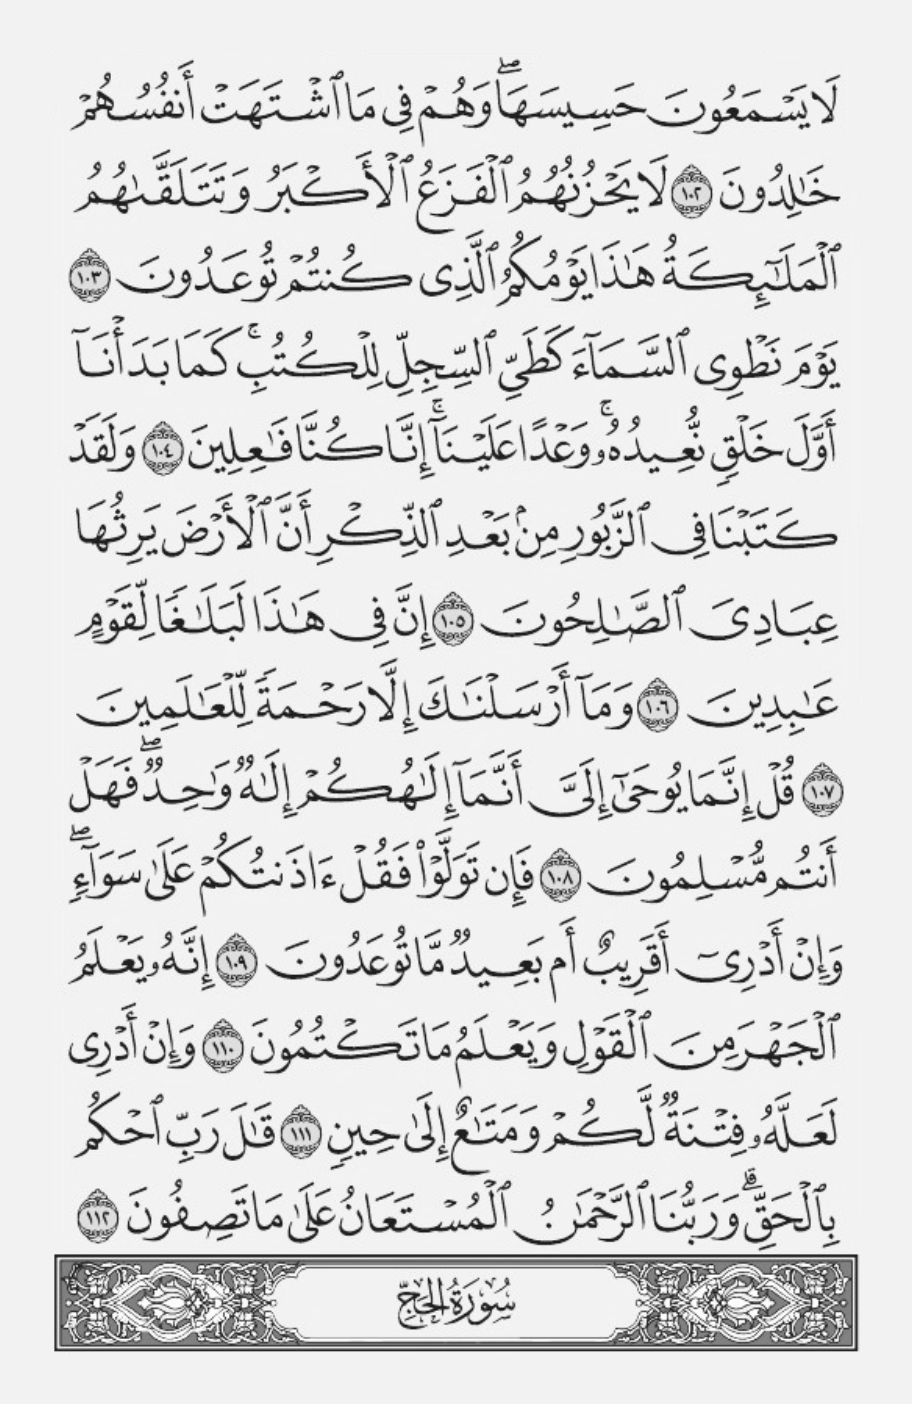 لَا يَسْمَعُونَ حَسِيسَهَاۖ وَهُمْ فِي مَا ٱشْتَهَتْ أَنفُسُهُمْ
خَٰلِدُونَ ١٠٢ لَا يَحْزُنُهُمُ ٱلْفَزَعُ ٱلْأَكْبَرُ وَتَتَلَقَّىٰهُمُ
ٱلْمَلَٰٓئِكَةُ هَٰذَا يَوْمُكُمُ ٱلَّذِي كُنتُمْ تُوعَدُونَ ١٠٣
يَوْمَ نَطْوِي ٱلسَّمَآءَ كَطَيِّ ٱلسِّجِلِّ لِلْكُتُبِۚ كَمَا بَدَأْنَآ
أَوَّلَ خَلْقٍ نُّعِيدُهُۥۚ وَعْدًا عَلَيْنَآۚ إِنَّا كُنَّا فَٰعِلِينَ ١٠٤ وَلَقَدْ
كَتَبْنَا فِي ٱلزَّبُورِ مِنۢ بَعْدِ ٱلذِّكْرِ أَنَّ ٱلْأَرْضَ يَرِثُهَا
عِبَادِيَ ٱلصَّٰلِحُونَ ١٠٥ إِنَّ فِي هَٰذَا لَبَلَٰغًا لِّقَوْمٍ
عَٰبِدِينَ ١٠٦ وَمَآ أَرْسَلْنَٰكَ إِلَّا رَحْمَةً لِّلْعَٰلَمِينَ
١٠٧ قُلْ إِنَّمَا يُوحَىٰٓ إِلَيَّ أَنَّمَآ إِلَٰهُكُمْ إِلَٰهٌ وَٰحِدٌۖ فَهَلْ
أَنتُم مُّسْلِمُونَ ١٠٨ فَإِن تَوَلَّوْا۟ فَقُلْ ءَاذَنتُكُمْ عَلَىٰ سَوَآءٍۖ
وَإِنْ أَدْرِيٓ أَقَرِيبٌ أَم بَعِيدٌ مَّا تُوعَدُونَ ١٠٩ إِنَّهُۥ يَعْلَمُ
ٱلْجَهْرَ مِنَ ٱلْقَوْلِ وَيَعْلَمُ مَا تَكْتُمُونَ ١١٠ وَإِنْ أَدْرِي
لَعَلَّهُۥ فِتْنَةٌ لَّكُمْ وَمَتَٰعٌ إِلَىٰ حِينٍ ١١١ قَٰلَ رَبِّ ٱحْكُم
بِٱلْحَقِّۗ وَرَبُّنَا ٱلرَّحْمَٰنُ ٱلْمُسْتَعَانُ عَلَىٰ مَا تَصِفُونَ ١١٢
سُورَةُ الحَجّ